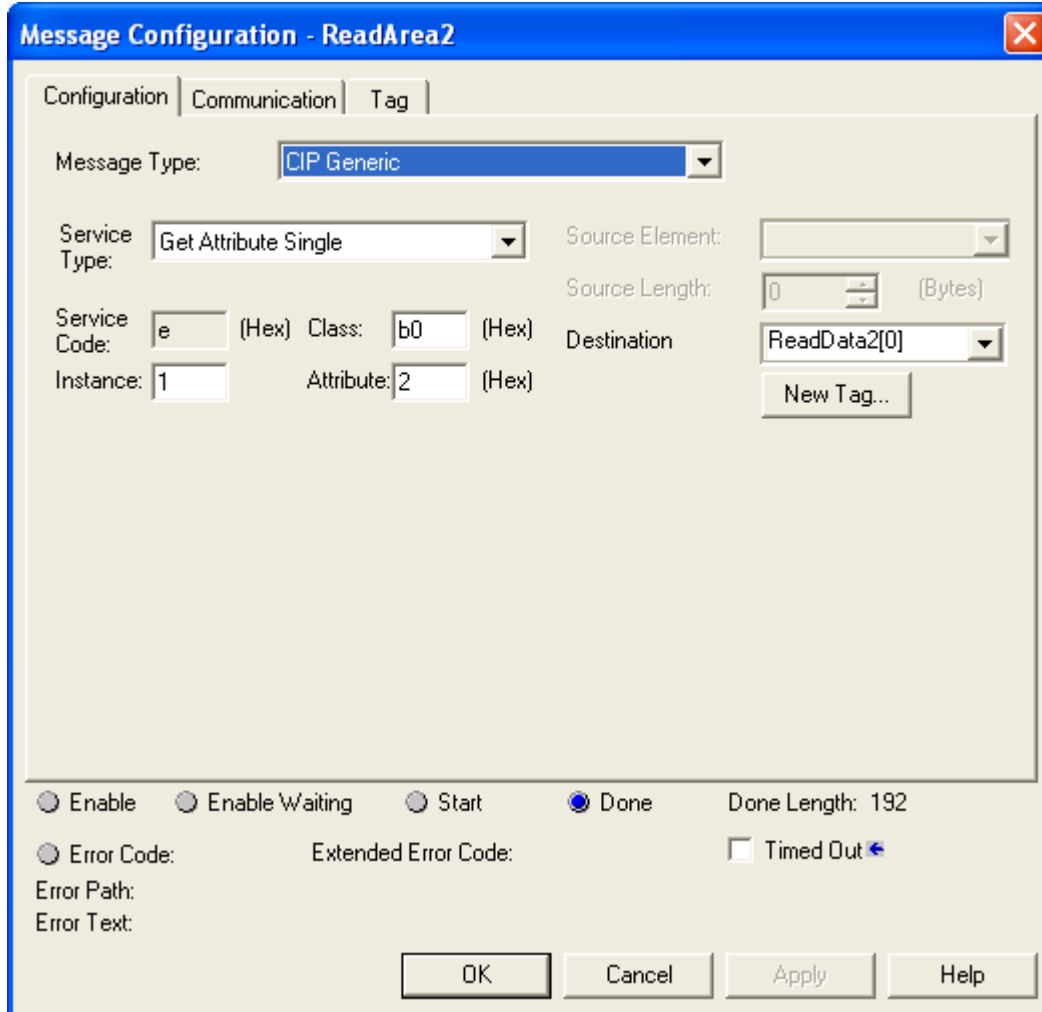 Message Configuration - ReadArea2
Configuration Communication Tag
Message Type: CIP Generic
Service Type: Get Attribute Single
Source Element:
Source Length: 0 (Bytes)
Service Code: e (Hex) Class: b0 (Hex)
Destination ReadData2[0]
Instance: 1 Attribute: 2 (Hex)
New Tag...
Enable Enable Waiting Start Done Done Length: 192
Error Code: Extended Error Code: Timed Out
Error Path:
Error Text:
OK Cancel Apply Help